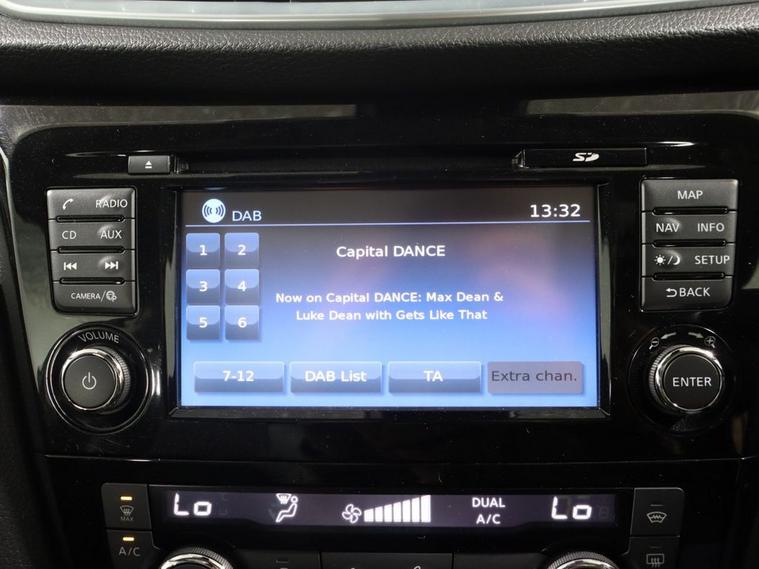 SD
RADIO
CD AUX
CAMERA/
VOLUME
DAB
13:32
1 2
3 4
5 6
Capital DANCE
Now on Capital DANCE: Max Dean &
Luke Dean with Gets Like That
7-12 DAB List TA Extra chan.
MAP
NAV INFO
SETUP
BACK
ENTER
MAX
A/C
Lo
DUAL
A/C
Lo